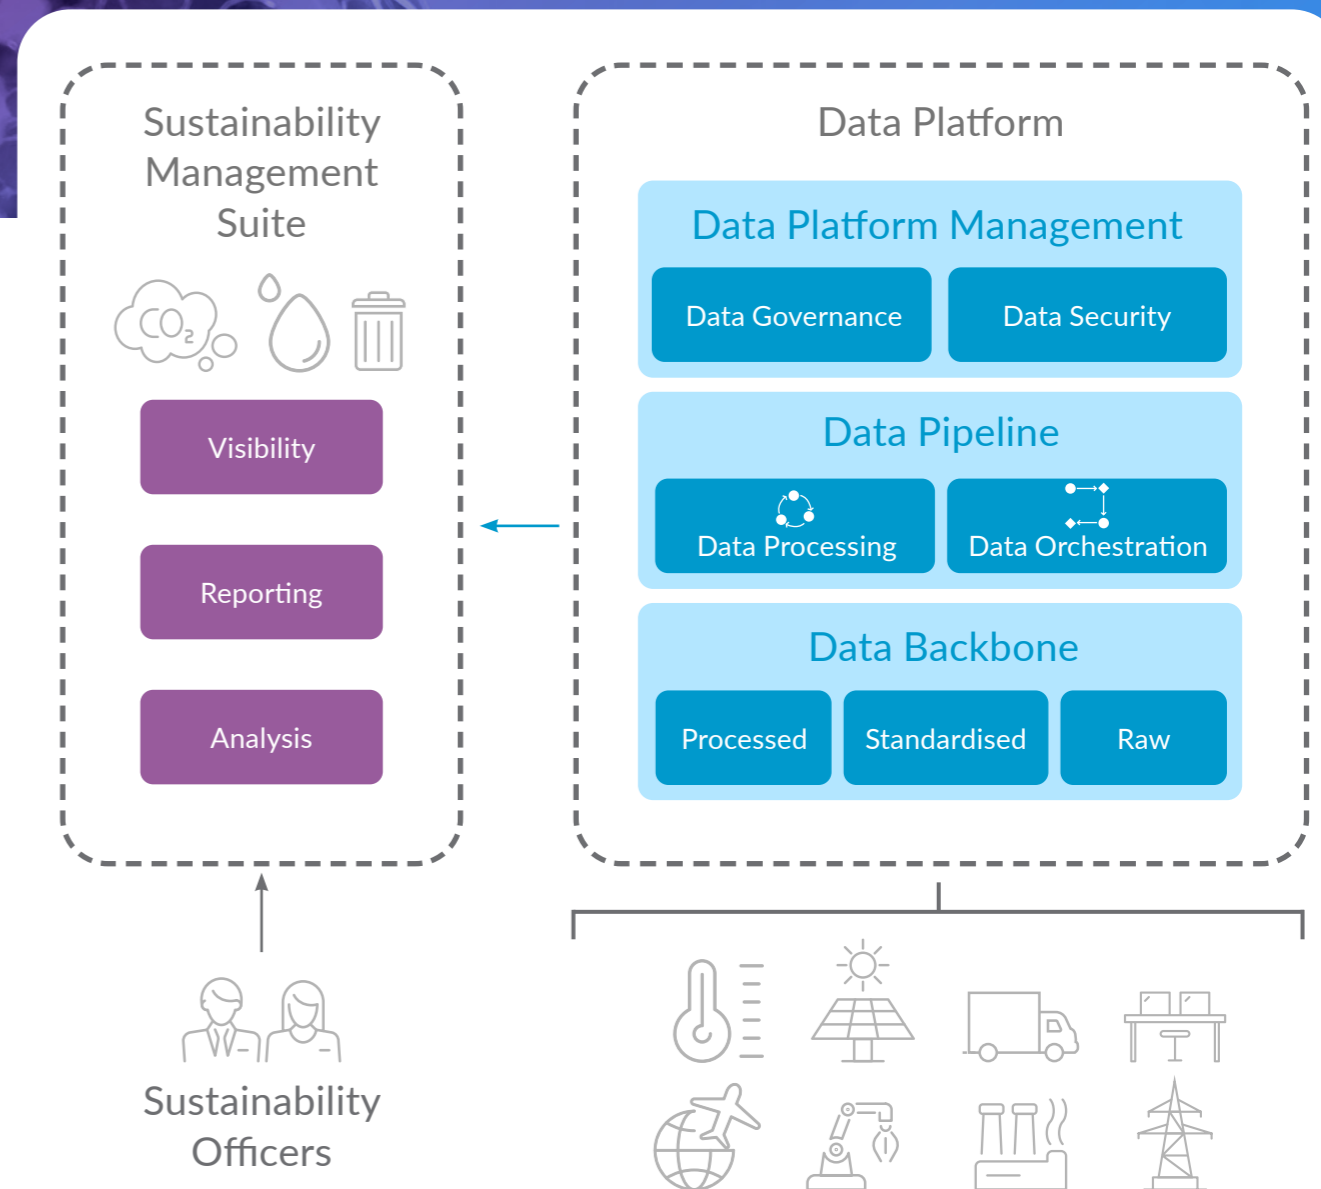 Sustainability
Management
Suite
CO2
Visibility
Reporting
Analysis
Sustainability
Officers
Data Platform
Data Platform Management
Data Governance
Data Security
Data Pipeline
Data Processing
Data Orchestration
Data Backbone
Processed
Standardised
Raw